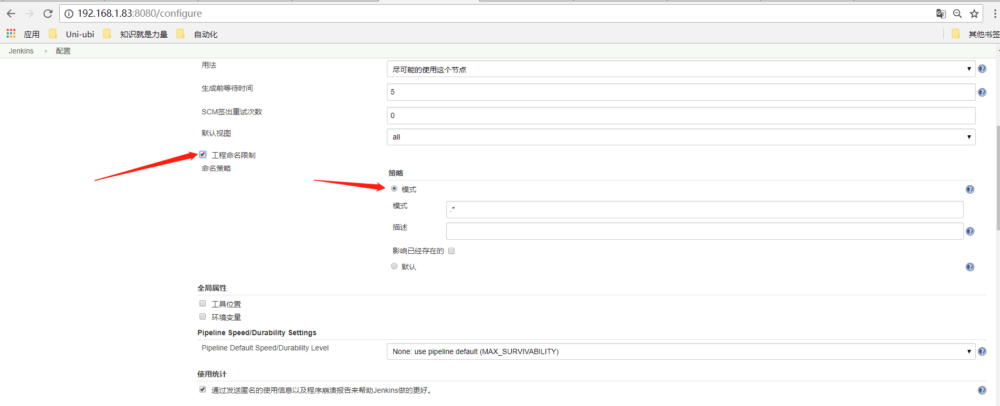 192.168.1.83:8080/configure
应用 Uni-ubi 知识就是力量 自动化 其他书签
Jenkins 配置
用法 尽可能的使用这个节点
生成前等待时间 5
SCM签出重试次数 0
默认视图 all
工程命名限制
命名策略
策略
模式
模式 .*
描述
影响已经存在的
默认
全局属性
工具位置
环境变量
Pipeline Speed/Durability Settings
Pipeline Default Speed/Durability Level None: use pipeline default (MAX_SURVIVABILITY)
使用统计
通过发送匿名的使用信息以及程序崩溃报告来帮助Jenkins做的更好。